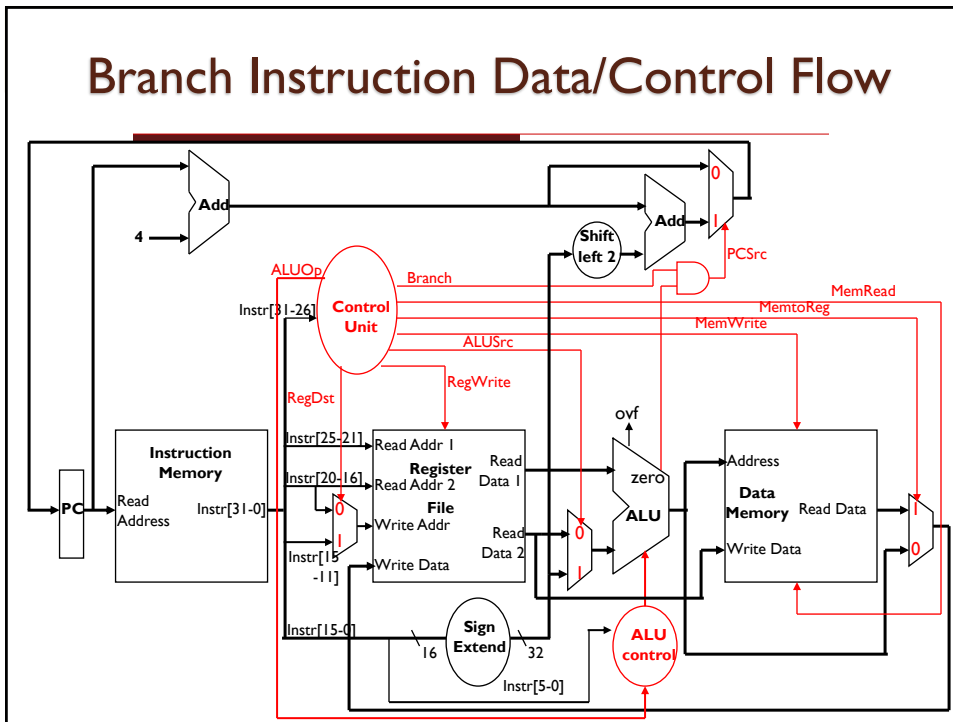 Branch Instruction Data/Control Flow
Add
4
Add
0
1
Shift
left 2
PCSrc
ALUOp
Branch
MemRead
Instr[31-26]
Control
Unit
MemtoReg
MemWrite
ALUSrc
RegWrite
RegDst
ovf
Instr[25-21]
Read Addr 1
Instruction
Memory
Register
Read
Data 1
Address
Instr[20-16]
Read Addr 2
zero
PC
Read
Address
Instr[31-0]
0
File
Data
Memory
Read Data
1
Write Addr
ALU
1
Read
Data 2
0
Instr[15
-11]
Write Data
1
Write Data
0
Instr[15-0]
16
Sign
Extend
32
ALU
control
Instr[5-0]